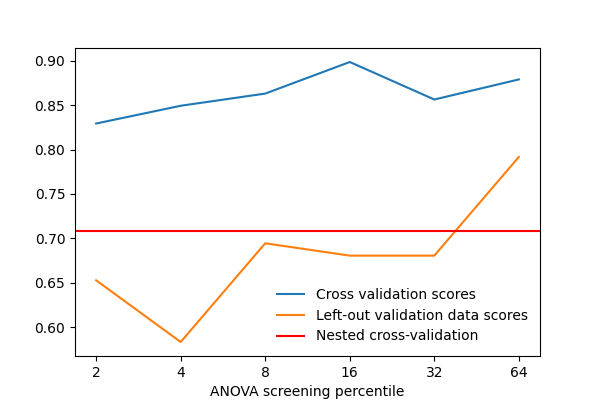 0.90
0.85
0.80
0.75
0.70
0.65
0.60
Cross validation scores
Left-out validation data scores
Nested cross-validation
2 4 8 16 32 64
ANOVA screening percentile